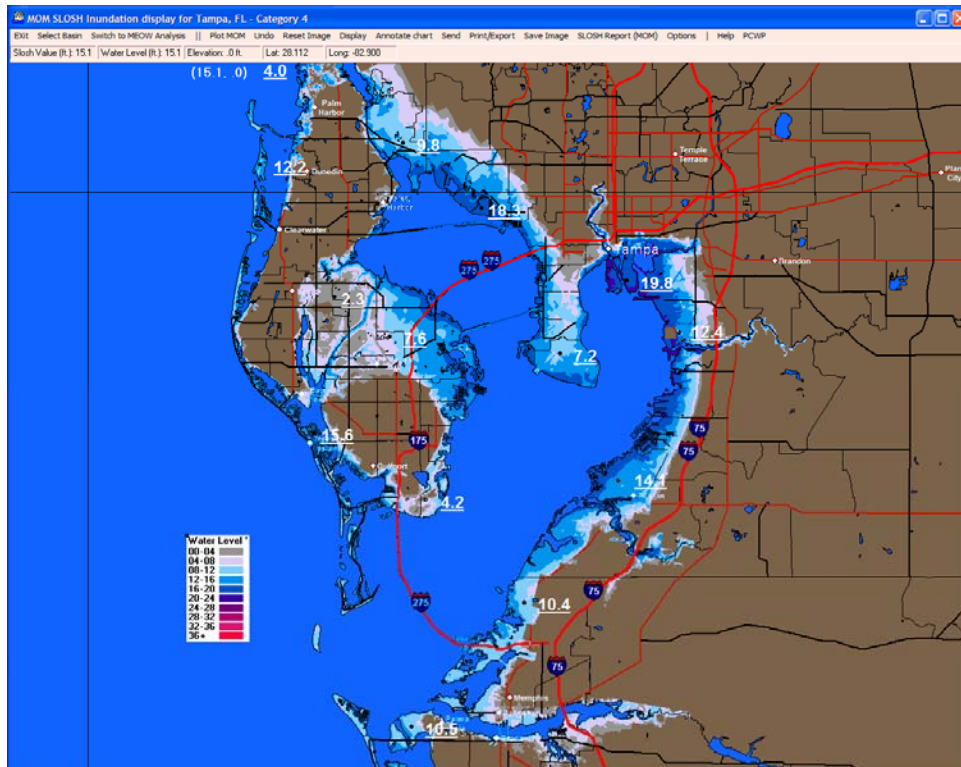 MOM SLOSH Inundation display for Tampa, FL - Category 4
Exit Select Basin Switch to MEOW Analysis || Plot MOM Undo Reset Image Display Annotate chart Send Print/Export Save Image SLOSH Report (MOM) Options | Help PCWP
Slosh Value (ft.): 15.1 Water Level (ft.): 15.1 Elevation: .0 ft. Lat: 28.112 Long: -82.900
(15.1, .0) 4.0
Palm
Harbor
9.8
Temple
Terrace
12.2
Dunedin
Plant
City
Harbor
18.3
Clearwater
Tampa
275
275
Brandon
19.8
2.3
7.6
12.4
7.2
15.6
175
75
75
Gulfport
14.1
4.2
Water Level
00-04
04-08
08-12
12-16
16-20
20-24
24-28
28-32
32-36
36+
275
10.4
75
75
Memphis
10.5